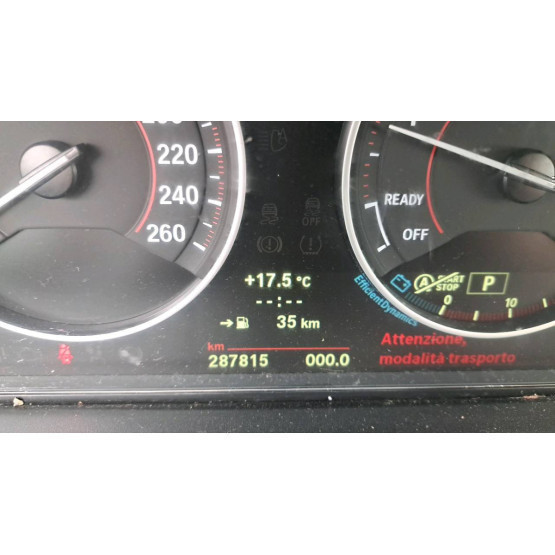 220
240
260
READY
OFF
OFF
+17.5 °C
--:--
35 km
EfficientDynamics
A START STOP
P
0 10
km
287815 000.0
Attenzione,
modalità trasporto